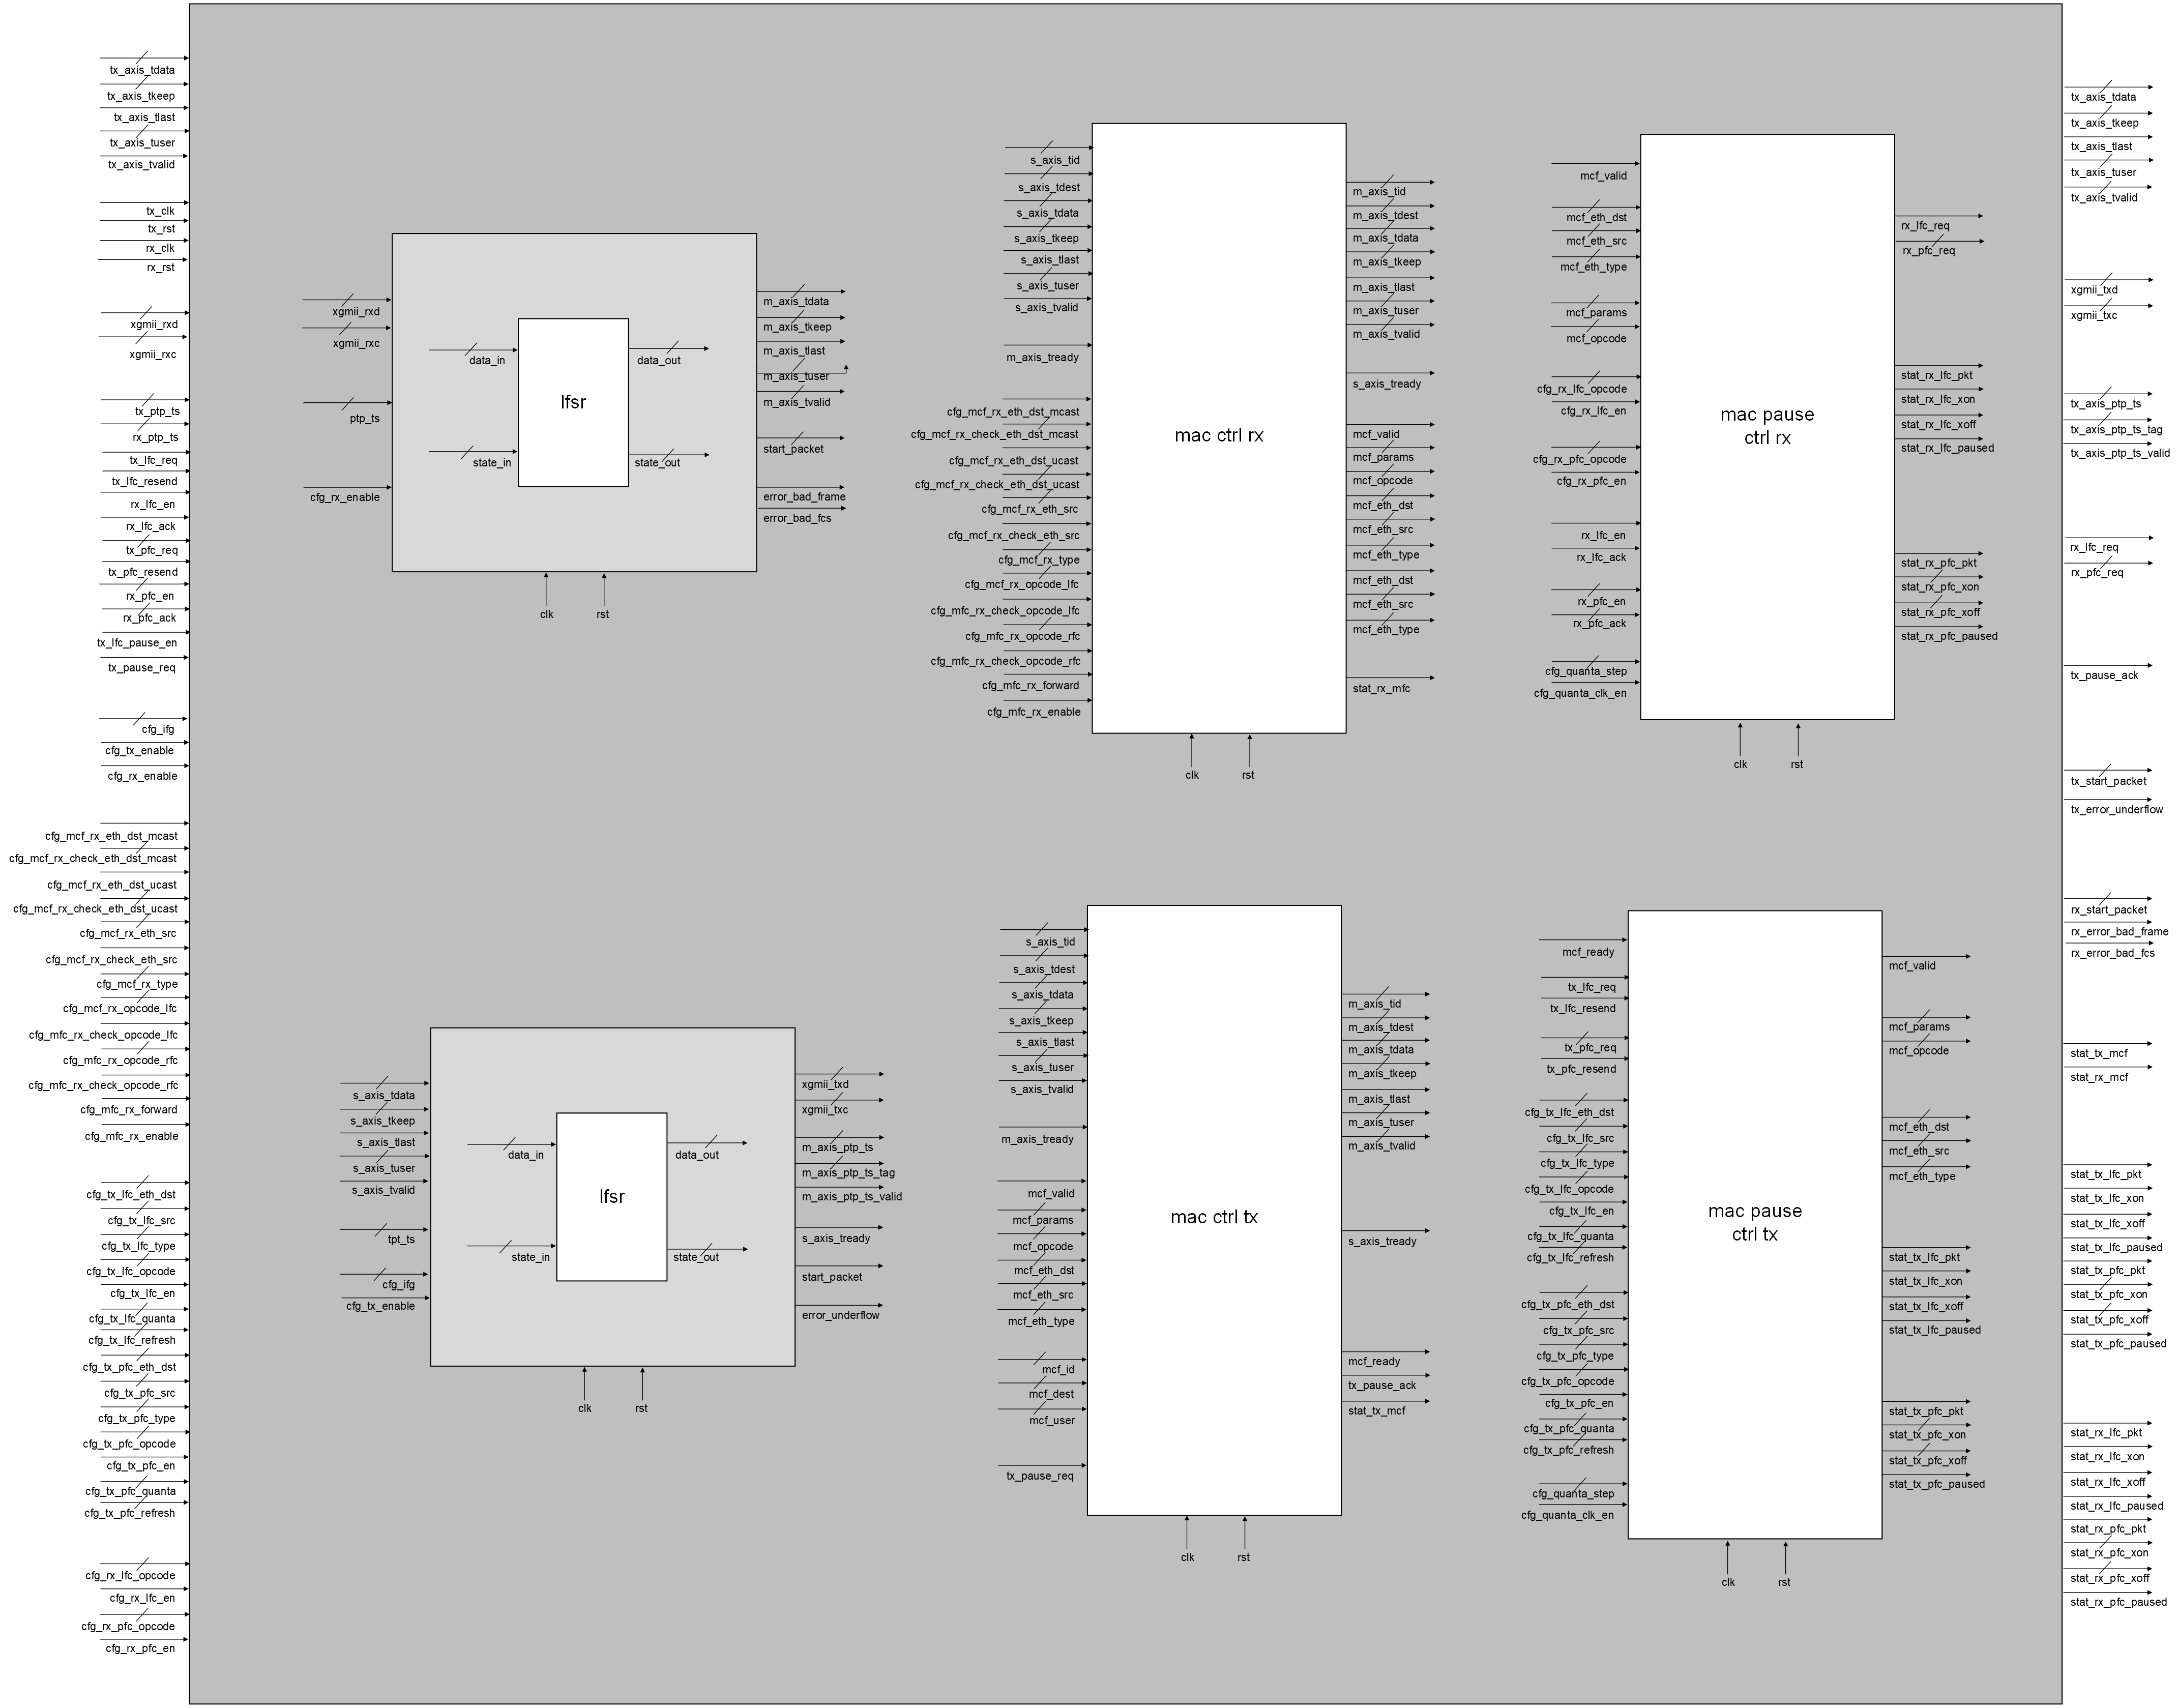 tx_axis_tdata
tx_axis_tkeep
tx_axis_tlast
tx_axis_tuser
tx_axis_tvalid
tx_clk
tx_rst
rx_clk
rx_rst
xgmii_rxd
xgmii_rxc
tx_ptp_ts
rx_ptp_ts
tx_lfc_req
tx_lfc_resend
rx_lfc_en
rx_lfc_ack
tx_pfc_req
tx_pfc_resend
rx_pfc_en
rx_pfc_ack
tx_lfc_pause_en
tx_pause_req
cfg_ifg
cfg_tx_enable
cfg_rx_enable
cfg_mcf_rx_eth_dst_mcast
cfg_mcf_rx_check_eth_dst_mcast
cfg_mcf_rx_eth_dst_ucast
cfg_mcf_rx_check_eth_dst_ucast
cfg_mcf_rx_eth_src
cfg_mcf_rx_check_eth_src
cfg_mcf_rx_type
cfg_mcf_rx_opcode_lfc
cfg_mfc_rx_check_opcode_lfc
cfg_mfc_rx_opcode_rfc
cfg_mfc_rx_check_opcode_rfc
cfg_mfc_rx_forward
cfg_mfc_rx_enable
cfg_tx_lfc_eth_dst
cfg_tx_lfc_src
cfg_tx_lfc_type
cfg_tx_lfc_opcode
cfg_tx_lfc_en
cfg_tx_lfc_quanta
cfg_tx_lfc_refresh
cfg_tx_pfc_eth_dst
cfg_tx_pfc_src
cfg_tx_pfc_type
cfg_tx_pfc_opcode
cfg_tx_pfc_en
cfg_tx_pfc_quanta
cfg_tx_pfc_refresh
cfg_rx_lfc_opcode
cfg_rx_lfc_en
cfg_rx_pfc_opcode
cfg_rx_pfc_en
xgmii_rxd
xgmii_rxc
ptp_ts
cfg_rx_enable
data_in
state_in
lfsr
data_out
state_out
m_axis_tdata
m_axis_tkeep
m_axis_tlast
m_axis_tuser
m_axis_tvalid
start_packet
error_bad_frame
error_bad_fcs
clk
rst
s_axis_tdata
s_axis_tkeep
s_axis_tlast
s_axis_tuser
s_axis_tvalid
tpt_ts
cfg_ifg
cfg_tx_enable
data_in
state_in
lfsr
data_out
state_out
xgmii_txd
xgmii_txc
m_axis_ptp_ts
m_axis_ptp_ts_tag
m_axis_ptp_ts_valid
s_axis_tready
start_packet
error_underflow
clk
rst
s_axis_tid
s_axis_tdest
s_axis_tdata
s_axis_tkeep
s_axis_tlast
s_axis_tuser
s_axis_tvalid
m_axis_tready
cfg_mcf_rx_eth_dst_mcast
cfg_mcf_rx_check_eth_dst_mcast
cfg_mcf_rx_eth_dst_ucast
cfg_mcf_rx_check_eth_dst_ucast
cfg_mcf_rx_eth_src
cfg_mcf_rx_check_eth_src
cfg_mcf_rx_type
cfg_mcf_rx_opcode_lfc
cfg_mfc_rx_check_opcode_lfc
cfg_mfc_rx_opcode_rfc
cfg_mfc_rx_check_opcode_rfc
cfg_mfc_rx_forward
cfg_mfc_rx_enable
mac ctrl rx
m_axis_tid
m_axis_tdest
m_axis_tdata
m_axis_tkeep
m_axis_tlast
m_axis_tuser
m_axis_tvalid
s_axis_tready
mcf_valid
mcf_params
mcf_opcode
mcf_eth_dst
mcf_eth_src
mcf_eth_type
mcf_eth_dst
mcf_eth_src
mcf_eth_type
stat_rx_mfc
clk
rst
s_axis_tid
s_axis_tdest
s_axis_tdata
s_axis_tkeep
s_axis_tlast
s_axis_tuser
s_axis_tvalid
m_axis_tready
mcf_valid
mcf_params
mcf_opcode
mcf_eth_dst
mcf_eth_src
mcf_eth_type
mcf_id
mcf_dest
mcf_user
tx_pause_req
mac ctrl tx
m_axis_tid
m_axis_tdest
m_axis_tdata
m_axis_tkeep
m_axis_tlast
m_axis_tuser
m_axis_tvalid
s_axis_tready
mcf_ready
tx_pause_ack
stat_tx_mcf
clk
rst
mcf_valid
mcf_eth_dst
mcf_eth_src
mcf_eth_type
mcf_params
mcf_opcode
cfg_rx_lfc_opcode
cfg_rx_lfc_en
cfg_rx_pfc_opcode
cfg_rx_pfc_en
rx_lfc_en
rx_lfc_ack
rx_pfc_en
rx_pfc_ack
cfg_quanta_step
cfg_quanta_clk_en
mac pause
ctrl rx
rx_lfc_req
rx_pfc_req
stat_rx_lfc_pkt
stat_rx_lfc_xon
stat_rx_lfc_xoff
stat_rx_lfc_paused
stat_rx_pfc_pkt
stat_rx_pfc_xon
stat_rx_pfc_xoff
stat_rx_pfc_paused
clk
rst
mcf_ready
tx_lfc_req
tx_lfc_resend
tx_pfc_req
tx_pfc_resend
cfg_tx_lfc_eth_dst
cfg_tx_lfc_src
cfg_tx_lfc_type
cfg_tx_lfc_opcode
cfg_tx_lfc_en
cfg_tx_lfc_quanta
cfg_tx_lfc_refresh
cfg_tx_pfc_eth_dst
cfg_tx_pfc_src
cfg_tx_pfc_type
cfg_tx_pfc_opcode
cfg_tx_pfc_en
cfg_tx_pfc_quanta
cfg_tx_pfc_refresh
cfg_quanta_step
cfg_quanta_clk_en
mac pause
ctrl tx
mcf_valid
mcf_params
mcf_opcode
mcf_eth_dst
mcf_eth_src
mcf_eth_type
stat_tx_lfc_pkt
stat_tx_lfc_xon
stat_tx_lfc_xoff
stat_tx_lfc_paused
stat_tx_pfc_pkt
stat_tx_pfc_xon
stat_tx_pfc_xoff
stat_tx_pfc_paused
clk
rst
tx_axis_tdata
tx_axis_tkeep
tx_axis_tlast
tx_axis_tuser
tx_axis_tvalid
xgmii_txd
xgmii_txc
tx_axis_ptp_ts
tx_axis_ptp_ts_tag
tx_axis_ptp_ts_valid
rx_lfc_req
rx_pfc_req
tx_pause_ack
tx_start_packet
tx_error_underflow
rx_start_packet
rx_error_bad_frame
rx_error_bad_fcs
stat_tx_mcf
stat_rx_mcf
stat_tx_lfc_pkt
stat_tx_lfc_xon
stat_tx_lfc_xoff
stat_tx_lfc_paused
stat_tx_pfc_pkt
stat_tx_pfc_xon
stat_tx_pfc_xoff
stat_tx_pfc_paused
stat_rx_lfc_pkt
stat_rx_lfc_xon
stat_rx_lfc_xoff
stat_rx_lfc_paused
stat_rx_pfc_pkt
stat_rx_pfc_xon
stat_rx_pfc_xoff
stat_rx_pfc_paused